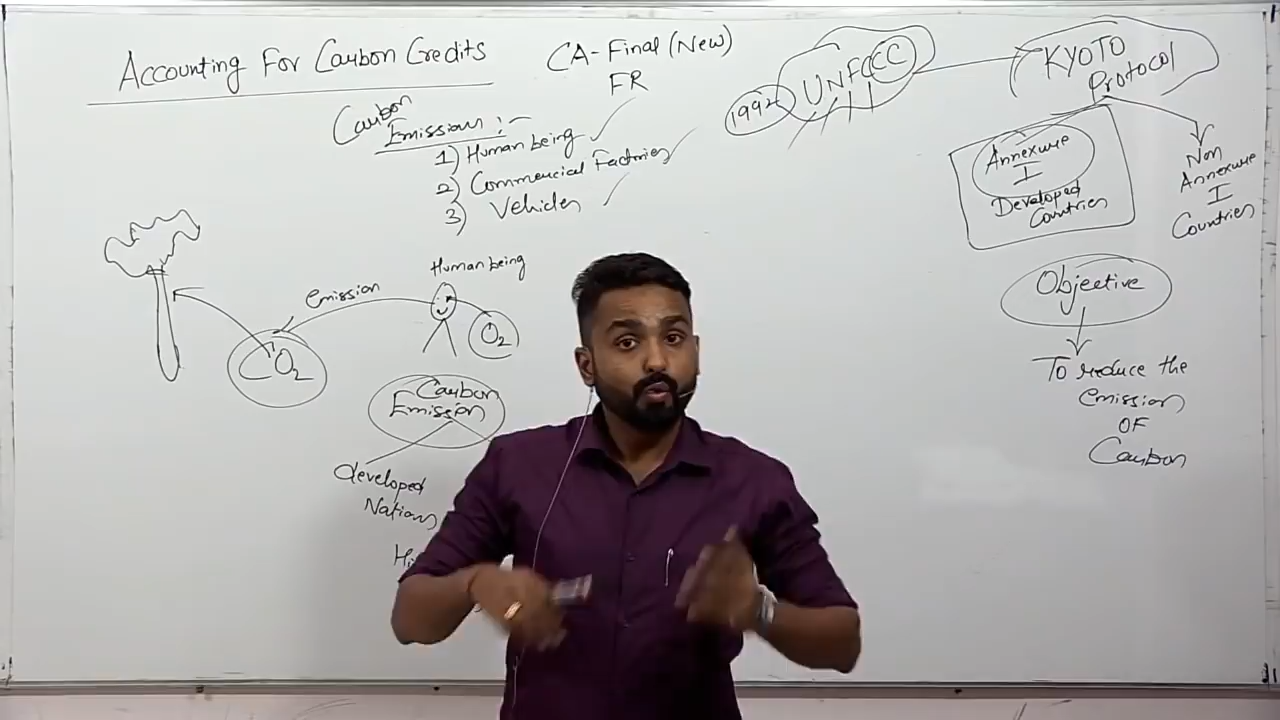 Accounting For Carbon Credits
CA-Final (New)
FR
Carbon
Emission :-
1) Human being
2) Commercial Factories
3) Vehicles
1992
UNFCCC
KYOTO
Protocol
Annexure
I
Developed
Countries
Non
Annexure
I
Countries
Objective
To reduce the
emission
OF
Carbon
Human being
emission
CO2
O2
Carbon
Emission
developed
Nations